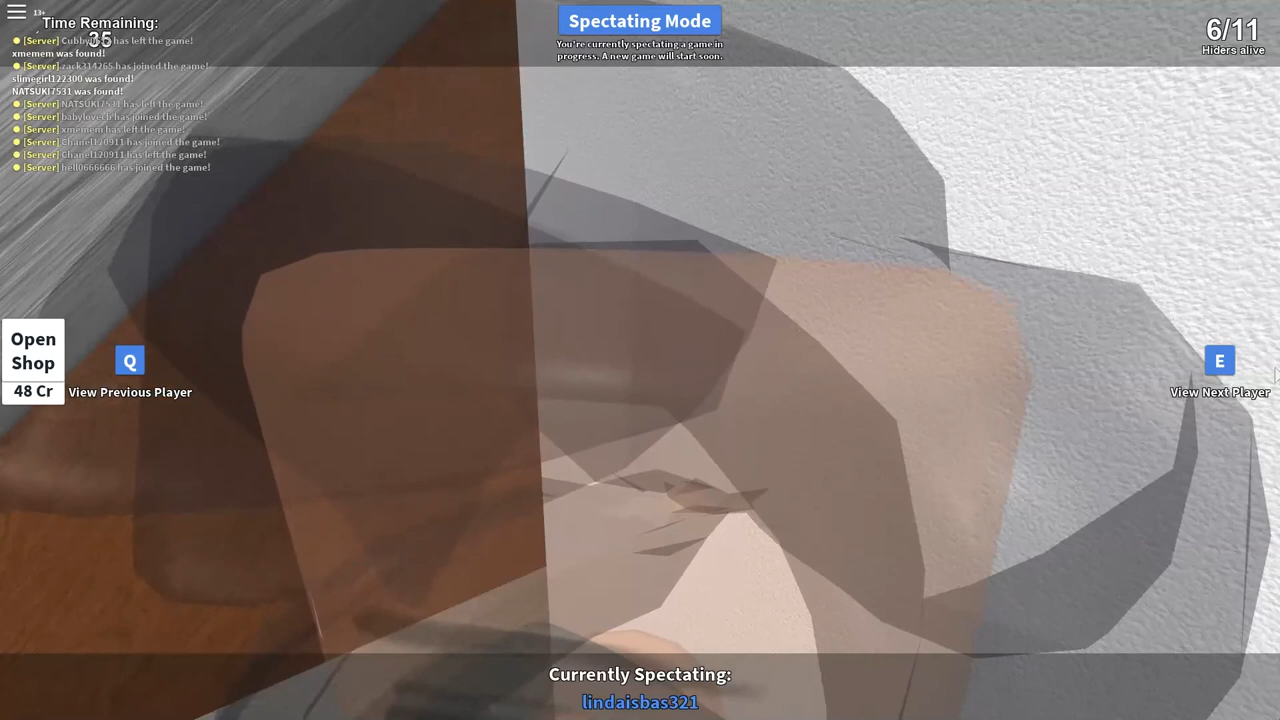 13+
Time Remaining:
35
[Server] has left the game!
xmemem was found!
[Server] zack314265 has joined the game!
slimegirl122300 was found!
NATSUKI7531 was found!
[Server] NATSUKI7531 has left the game!
[Server] babylovech has joined the game!
[Server] xmemem has left the game!
[Server] Chanel120911 has joined the game!
[Server] Chanel120911 has left the game!
[Server] hell0666666 has joined the game!
Spectating Mode
You're currently spectating a game in
progress. A new game will start soon.
6/11
Hiders alive
Open
Shop
48 Cr
Q
View Previous Player
E
View Next Player
Currently Spectating:
lindaisbas321